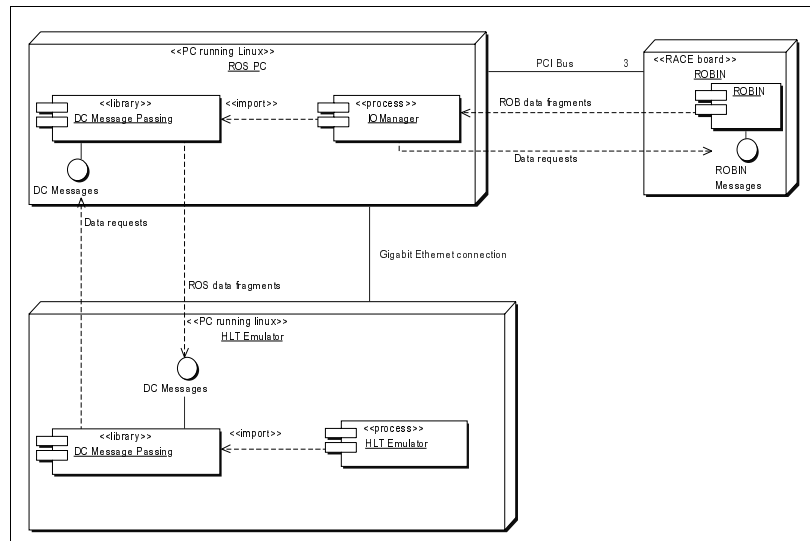 <<PC running Linux>>
ROS PC
<<library>>
DC Message Passing
<<import>>
<<process>>
IOManager
DC Messages
PCI Bus
3
<<RACE board>>
ROBIN
ROBIN
ROB data fragments
Data requests
ROBIN
Messages
Data requests
Gigabit Ethernet connection
ROS data fragments
<<PC running linux>>
HLT Emulator
DC Messages
<<library>>
DC Message Passing
<<import>>
<<process>>
HLT Emulator